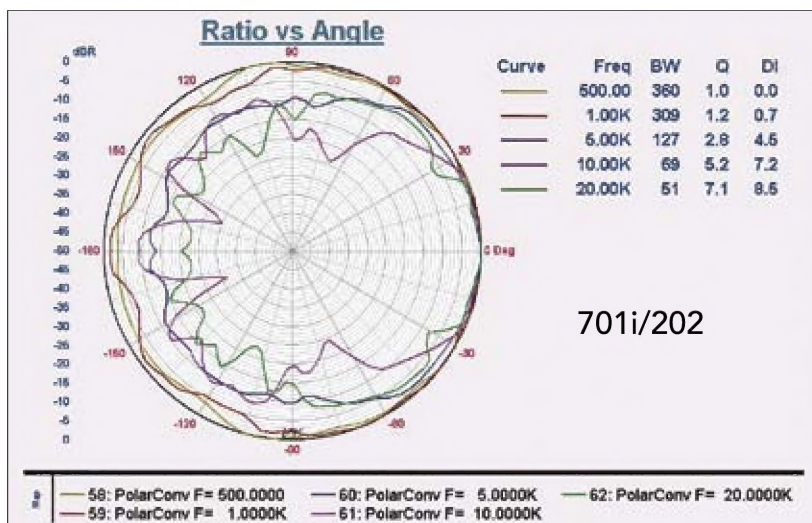 Ratio vs Angle
dBR
0
-5
-10
-15
-20
-25
-30
-35
-40
-45
-50
-45
-40
-35
-30
-25
-20
-15
-10
-5
0
90
120
60
150
30
-180
0 Deg
-150
-30
-120
-60
-90
Curve Freq BW Q DI
500.00 360 1.0 0.0
1.00K 309 1.2 0.7
5.00K 127 2.8 4.5
10.00K 69 5.2 7.2
20.00K 51 7.1 8.5
701i/202
Map
58: PolarConv F= 500.0000 60: PolarConv F= 5.0000K 62: PolarConv F= 20.0000K
59: PolarConv F= 1.0000K 61: PolarConv F= 10.0000K